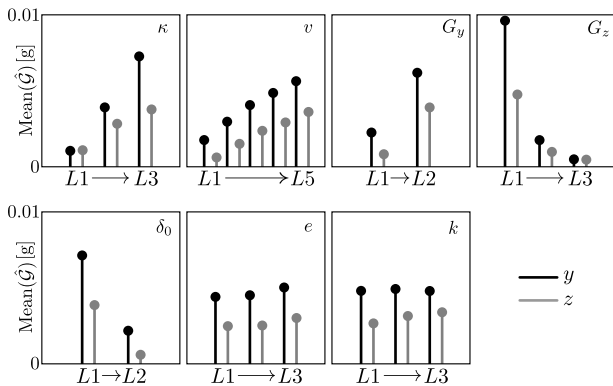 0.01 κ v G_y G_z
Mean(𝒢̂) [g]
0
L1⟶L3 L1⟶L5 L1→L2 L1⟶L3
0.01 δ_0 e k
Mean(𝒢̂) [g]
y
z
0
L1→L2 L1⟶L3 L1⟶L3